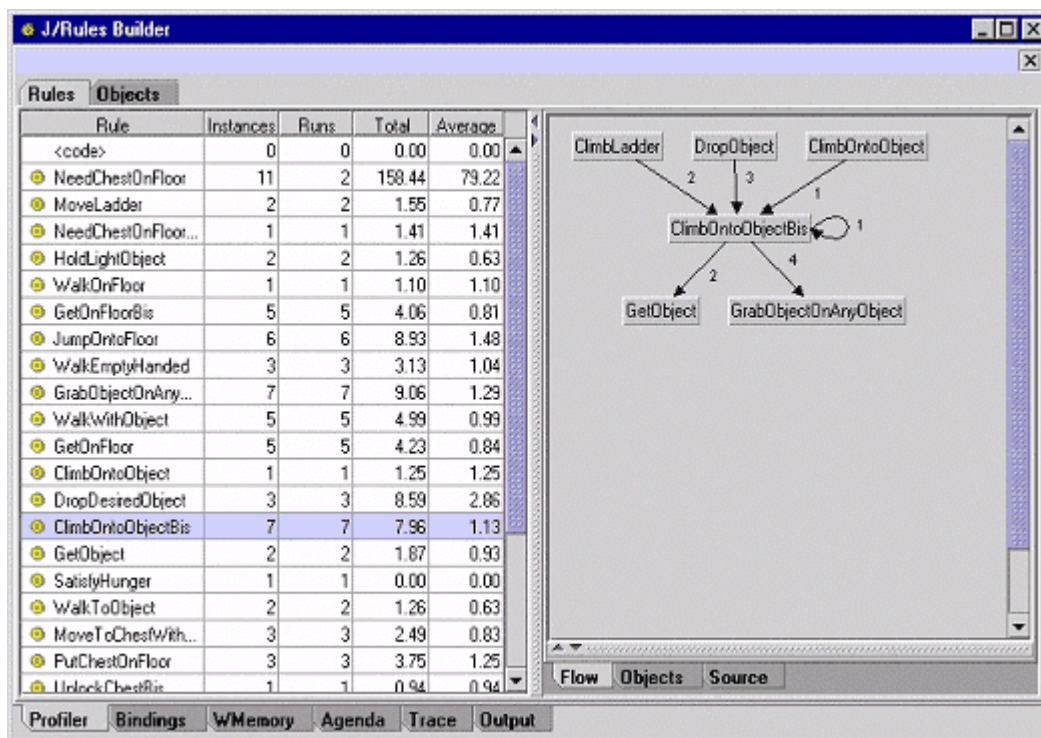 J/Rules Builder
Rules Objects
Rule Instances Runs Total Average
<code> 0 0 0.00 0.00
NeedChestOnFloor 11 2 158.44 79.22
MoveLadder 2 2 1.55 0.77
NeedChestOnFloor... 1 1 1.41 1.41
HoldLightObject 2 2 1.26 0.63
WalkOnFloor 1 1 1.10 1.10
GetOnFloorBis 5 5 4.06 0.81
JumpOntoFloor 6 6 8.93 1.48
WalkEmptyHanded 3 3 3.13 1.04
GrabObjectOnAny... 7 7 9.06 1.29
WalkWithObject 5 5 4.99 0.99
GetOnFloor 5 5 4.23 0.84
ClimbOntoObject 1 1 1.25 1.25
DropDesiredObject 3 3 8.59 2.86
ClimbOntoObjectBis 7 7 7.96 1.13
GetObject 2 2 1.87 0.93
SatisfyHunger 1 1 0.00 0.00
WalkToObject 2 2 1.26 0.63
MoveToChestWith... 3 3 2.49 0.83
PutChestOnFloor 3 3 3.75 1.25
UnlockChestBis 1 1 0.94 0.94
ClimbLadder DropObject ClimbOntoObject
2 3 1
ClimbOntoObjectBis 1
2 4
GetObject GrabObjectOnAnyObject
Flow Objects Source
Profiler Bindings WMemory Agenda Trace Output